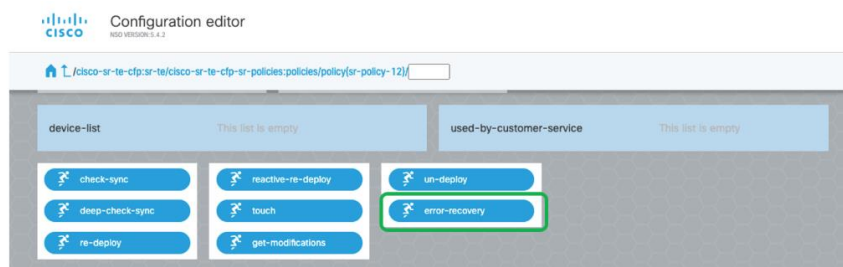 CISCO
Configuration editor
NSO VERSION: 5.4.2
/cisco-sr-te-cfp:sr-te/cisco-sr-te-cfp-sr-policies:policies/policy{sr-policy-12}/
device-list This list is empty used-by-customer-service This list is empty
check-sync reactive-re-deploy un-deploy
deep-check-sync touch error-recovery
re-deploy get-modifications